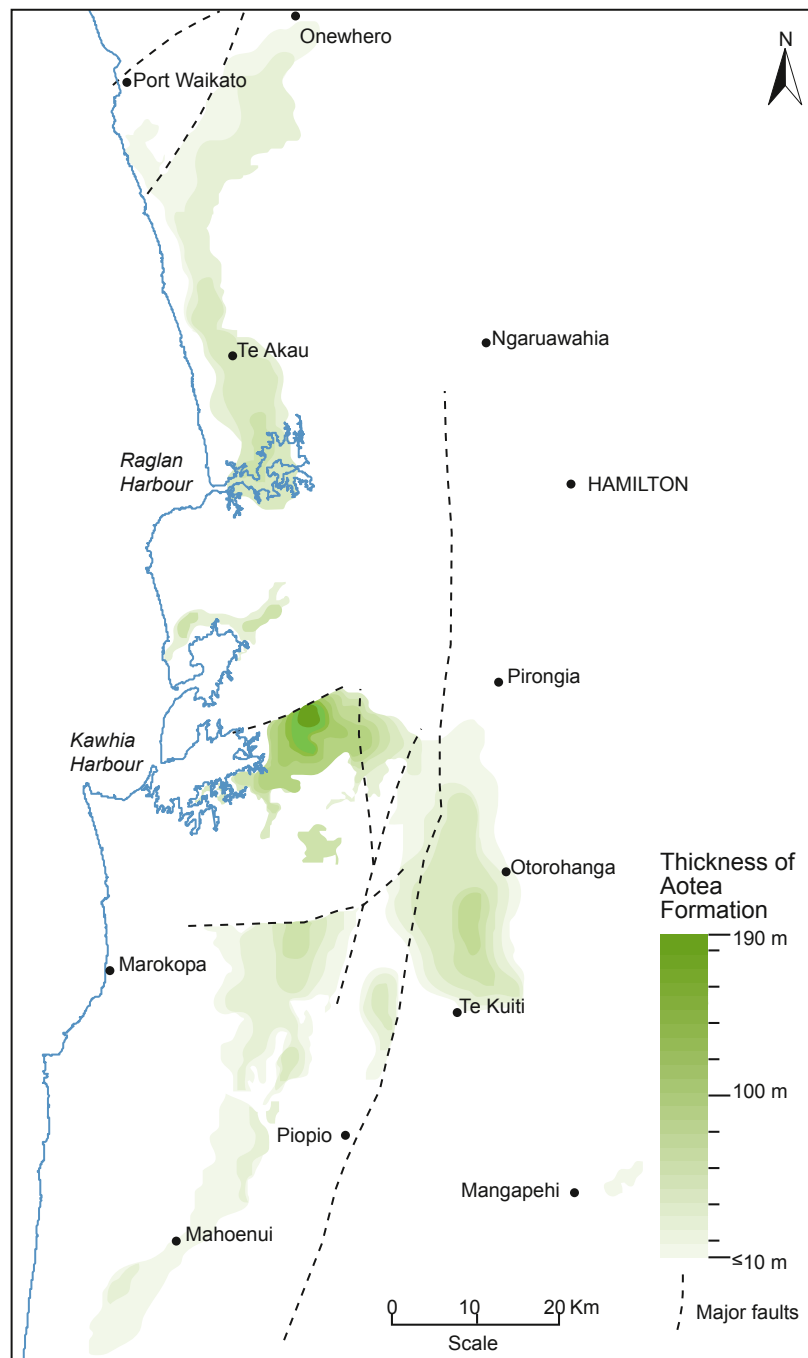 Onewhero
N
Port Waikato
Ngaruawahia
Te Akau
Raglan
Harbour
HAMILTON
Pirongia
Kawhia
Harbour
Otorohanga
Thickness of
Aotea
Formation
190 m
Marokopa
Te Kuiti
100 m
Piopio
Mangapehi
Mahoenui
≤10 m
0 10 20 Km
Scale
Major faults